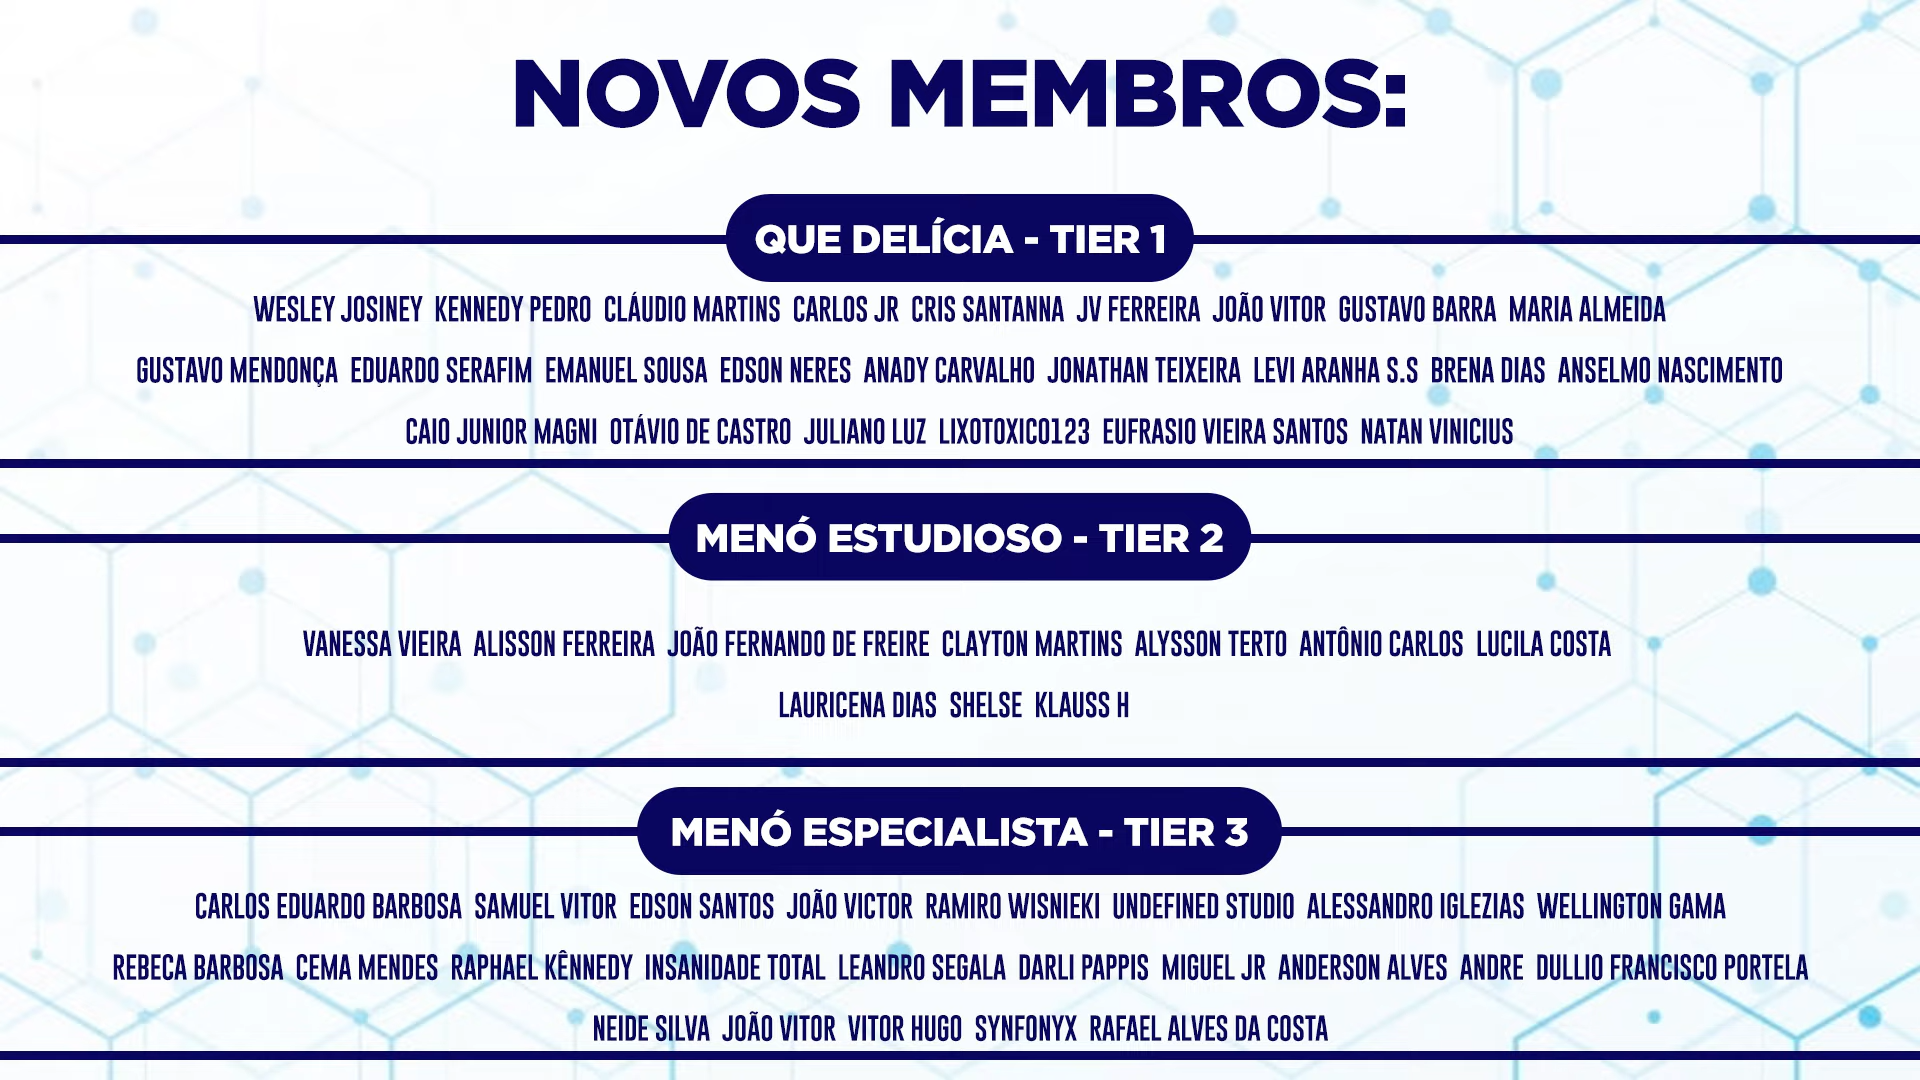 NOVOS MEMBROS:
QUE DELÍCIA - TIER 1
WESLEY JOSINEY KENNEDY PEDRO CLÁUDIO MARTINS CARLOS JR CRIS SANTANNA JV FERREIRA JOÃO VITOR GUSTAVO BARRA MARIA ALMEIDA
GUSTAVO MENDONÇA EDUARDO SERAFIM EMANUEL SOUSA EDSON NERES ANADY CARVALHO JONATHAN TEIXEIRA LEVI ARANHA S.S BRENA DIAS ANSELMO NASCIMENTO
CAIO JUNIOR MAGNI OTÁVIO DE CASTRO JULIANO LUZ LIXOTOXICO123 EUFRASIO VIEIRA SANTOS NATAN VINICIUS
MENÓ ESTUDIOSO - TIER 2
VANESSA VIEIRA ALISSON FERREIRA JOÃO FERNANDO DE FREIRE CLAYTON MARTINS ALYSSON TERTO ANTÔNIO CARLOS LUCILA COSTA
LAURICENA DIAS SHELSE KLAUSS H
MENÓ ESPECIALISTA - TIER 3
CARLOS EDUARDO BARBOSA SAMUEL VITOR EDSON SANTOS JOÃO VICTOR RAMIRO WISNIEKI UNDEFINED STUDIO ALESSANDRO IGLEZIAS WELLINGTON GAMA
REBECA BARBOSA CEMA MENDES RAPHAEL KÊNNEDY INSANIDADE TOTAL LEANDRO SEGALA DARLI PAPPIS MIGUEL JR ANDERSON ALVES ANDRE DULLIO FRANCISCO PORTELA
NEIDE SILVA JOÃO VITOR VITOR HUGO SYNFONYX RAFAEL ALVES DA COSTA